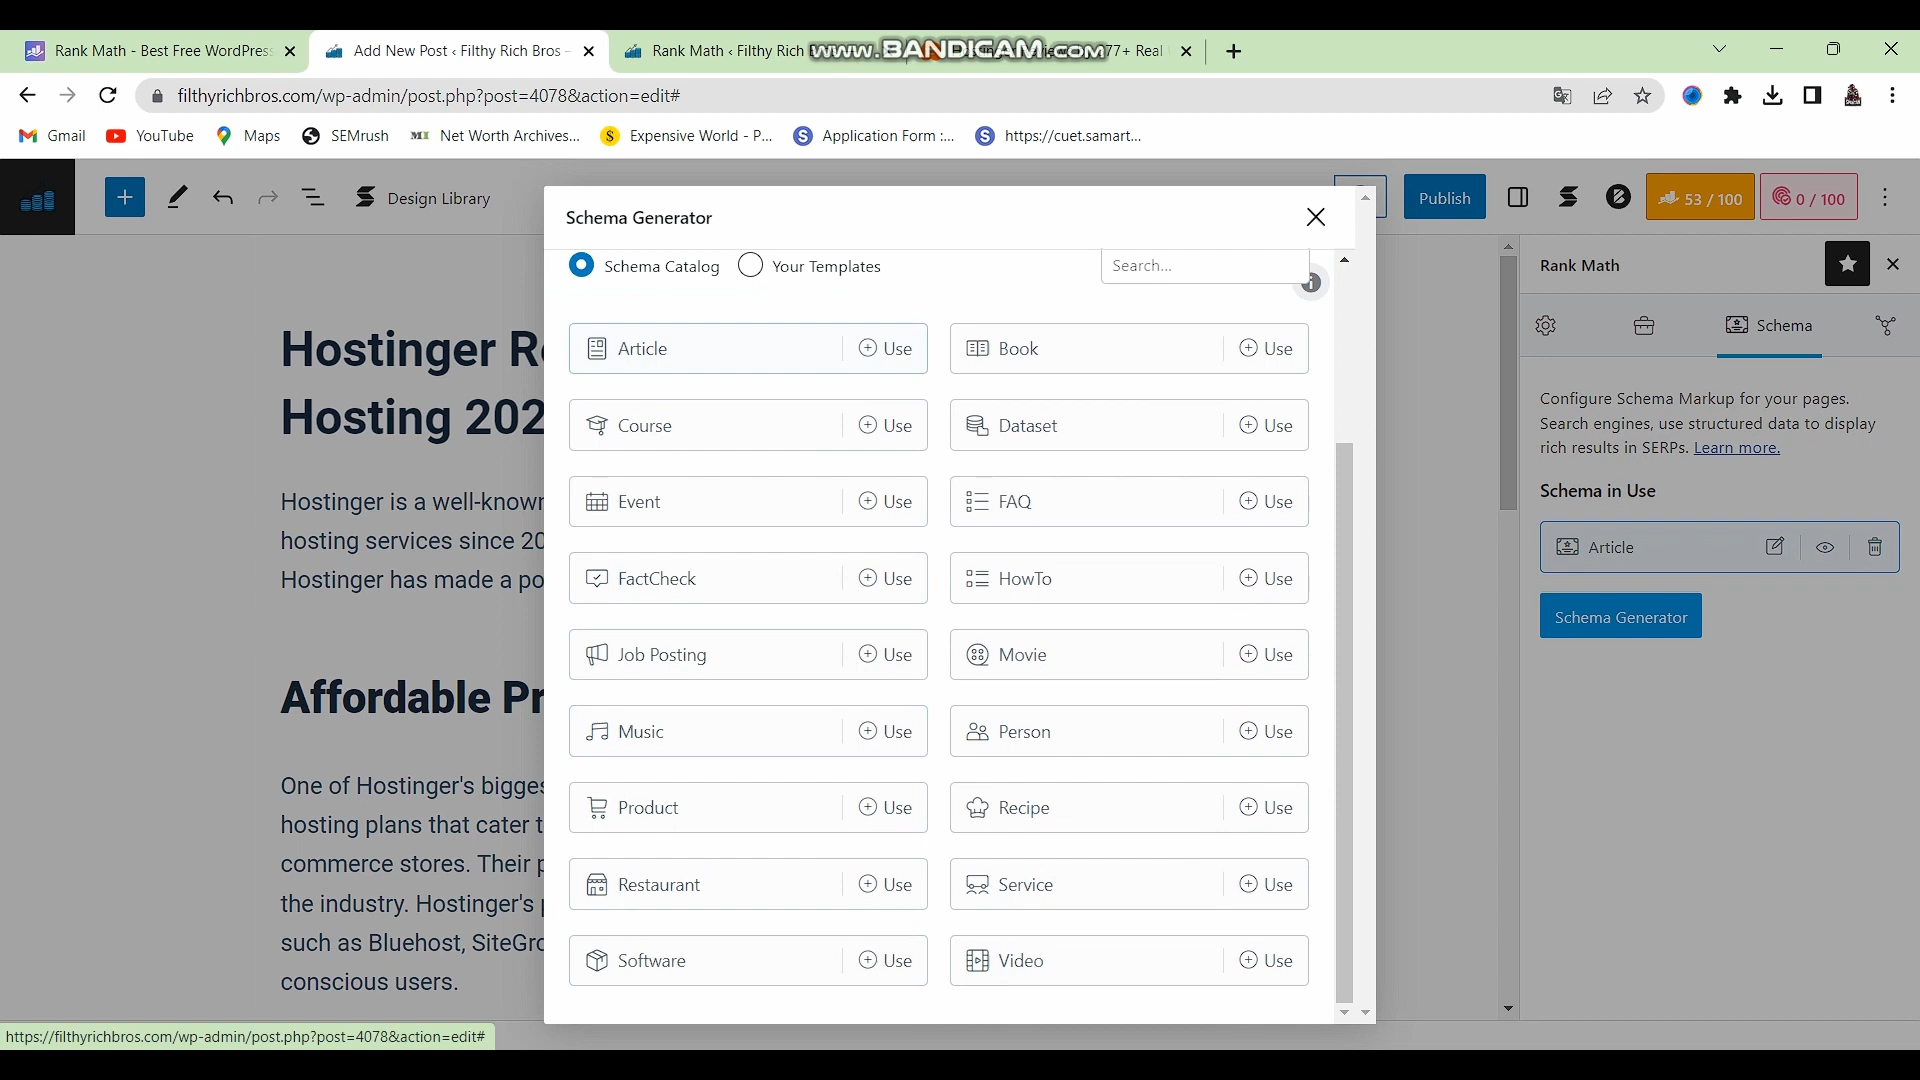 www.BANDICAM.com
Rank Math - Best Free WordPress
Add New Post ‹ Filthy Rich Bros -
Rank Math ‹ Filthy Rich
77+ Real
filthyrichbros.com/wp-admin/post.php?post=4078&action=edit#
Gmail
YouTube
Maps
SEMrush
Net Worth Archives...
Expensive World - P...
Application Form :...
https://cuet.samart...
Design Library
Publish
53 / 100
0 / 100
Schema Generator
Schema Catalog
Your Templates
Search...
Article
Use
Book
Use
Course
Use
Dataset
Use
Event
Use
FAQ
Use
FactCheck
Use
HowTo
Use
Job Posting
Use
Movie
Use
Music
Use
Person
Use
Product
Use
Recipe
Use
Restaurant
Use
Service
Use
Software
Use
Video
Use
Hostinger R
Hosting 202
Hostinger is a well-known
hosting services since 20
Hostinger has made a po
Affordable Pr
One of Hostinger's bigges
hosting plans that cater t
commerce stores. Their p
the industry. Hostinger's p
such as Bluehost, SiteGro
conscious users.
Rank Math
Schema
Configure Schema Markup for your pages.
Search engines, use structured data to display
rich results in SERPs. Learn more.
Schema in Use
Article
Schema Generator
https://filthyrichbros.com/wp-admin/post.php?post=4078&action=edit#